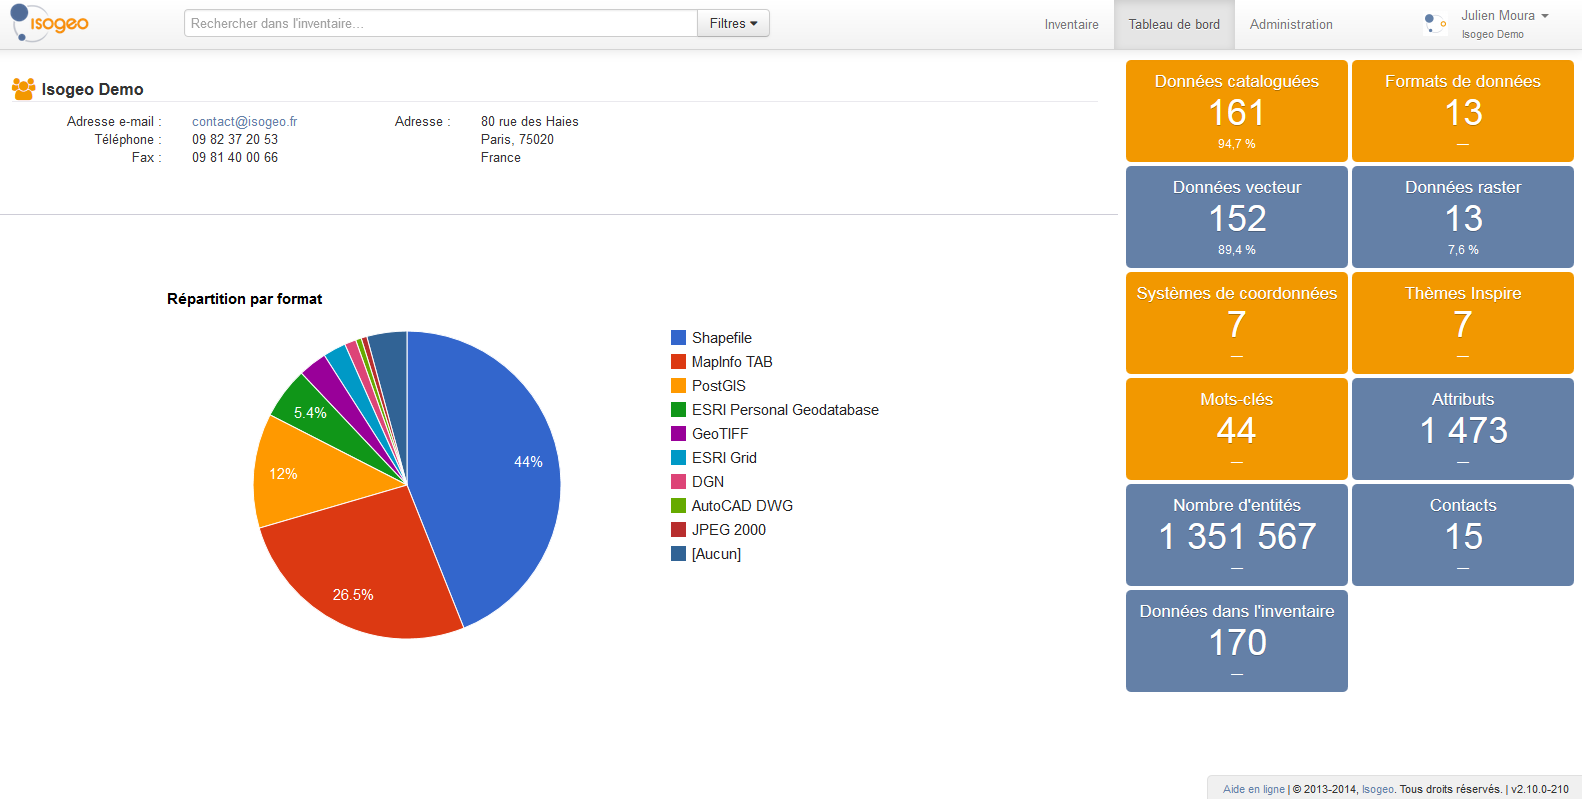 isogeo
Rechercher dans l'inventaire...
Filtres
Inventaire
Tableau de bord
Administration
Julien Moura
Isogeo Demo
Isogeo Demo
Adresse e-mail : contact@isogeo.fr
Téléphone : 09 82 37 20 53
Fax : 09 81 40 00 66
Adresse : 80 rue des Haies
Paris, 75020
France
Répartition par format
44%
26.5%
12%
5.4%
Shapefile
MapInfo TAB
PostGIS
ESRI Personal Geodatabase
GeoTIFF
ESRI Grid
DGN
AutoCAD DWG
JPEG 2000
[Aucun]
Données cataloguées
161
94,7 %
Formats de données
13
—
Données vecteur
152
89,4 %
Données raster
13
7,6 %
Systèmes de coordonnées
7
—
Thèmes Inspire
7
—
Mots-clés
44
—
Attributs
1 473
—
Nombre d'entités
1 351 567
—
Contacts
15
—
Données dans l'inventaire
170
—
Aide en ligne | © 2013-2014, Isogeo. Tous droits réservés. | v2.10.0-210